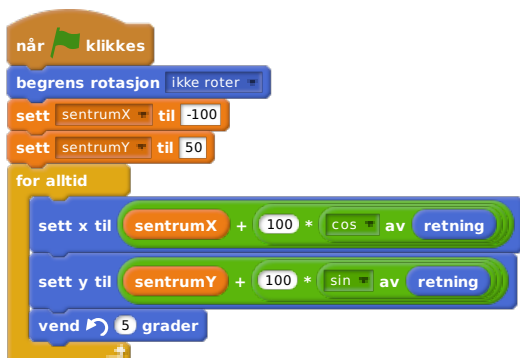 når klikkes
begrens rotasjon ikke roter
sett sentrumX til -100
sett sentrumY til 50
for alltid
sett x til sentrumX + 100 * cos av retning
sett y til sentrumY + 100 * sin av retning
vend 5 grader